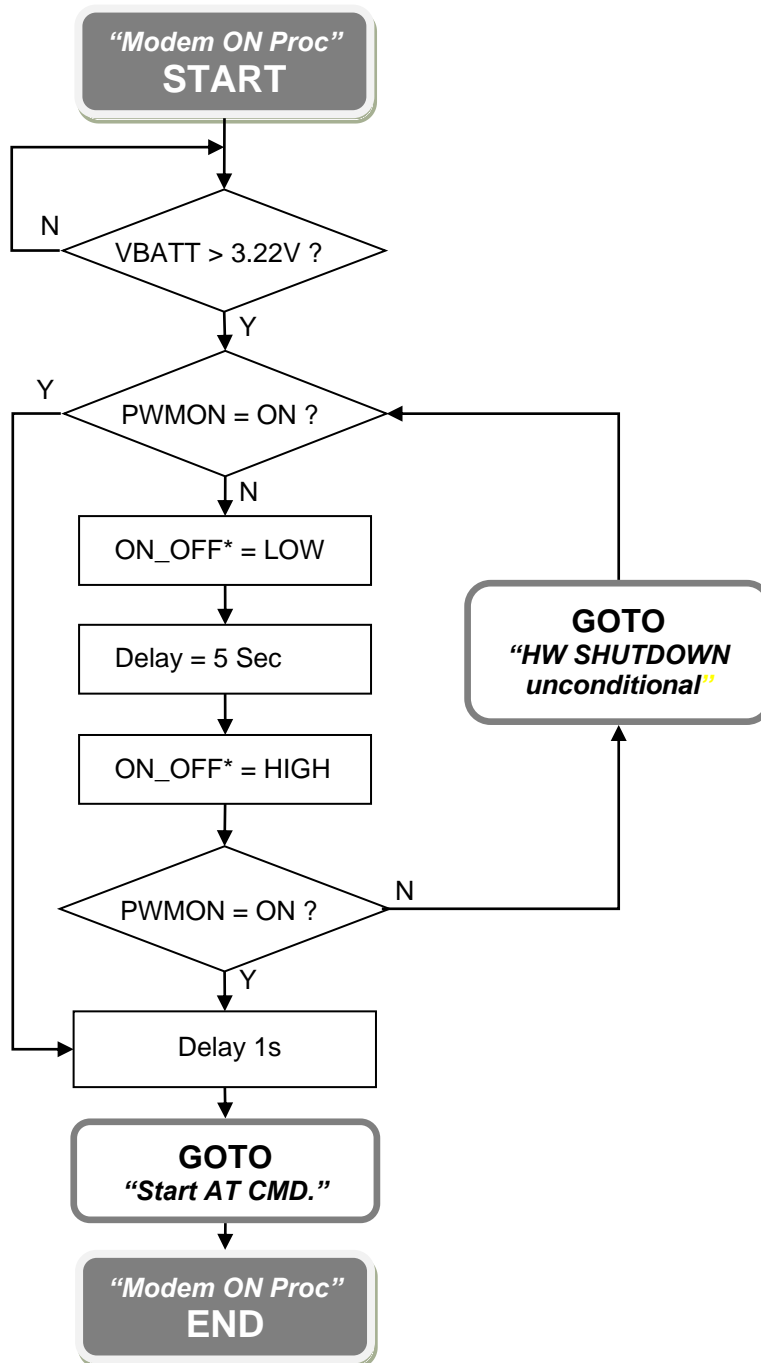 “Modem ON Proc”
START
N
VBATT > 3.22V ?
Y
Y
PWMON = ON ?
N
ON_OFF* = LOW
GOTO
“HW SHUTDOWN
unconditional”
Delay = 5 Sec
ON_OFF* = HIGH
PWMON = ON ?
N
Y
Delay 1s
GOTO
“Start AT CMD.”
“Modem ON Proc”
END